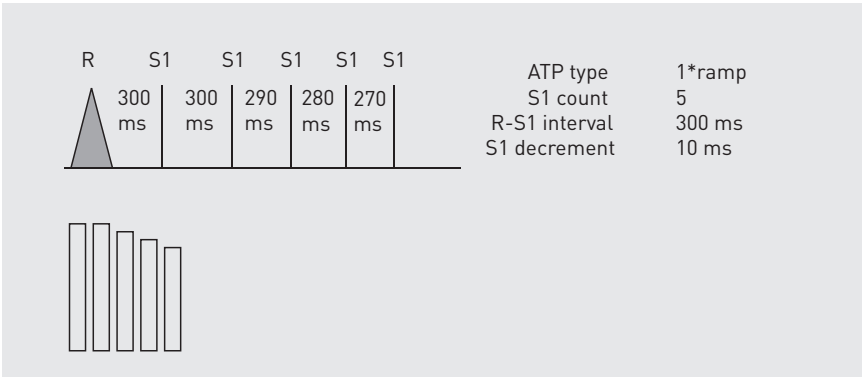 R S1 S1 S1 S1 S1
300 300 290 280 270
ms ms ms ms ms
ATP type 1*ramp
S1 count 5
R-S1 interval 300 ms
S1 decrement 10 ms